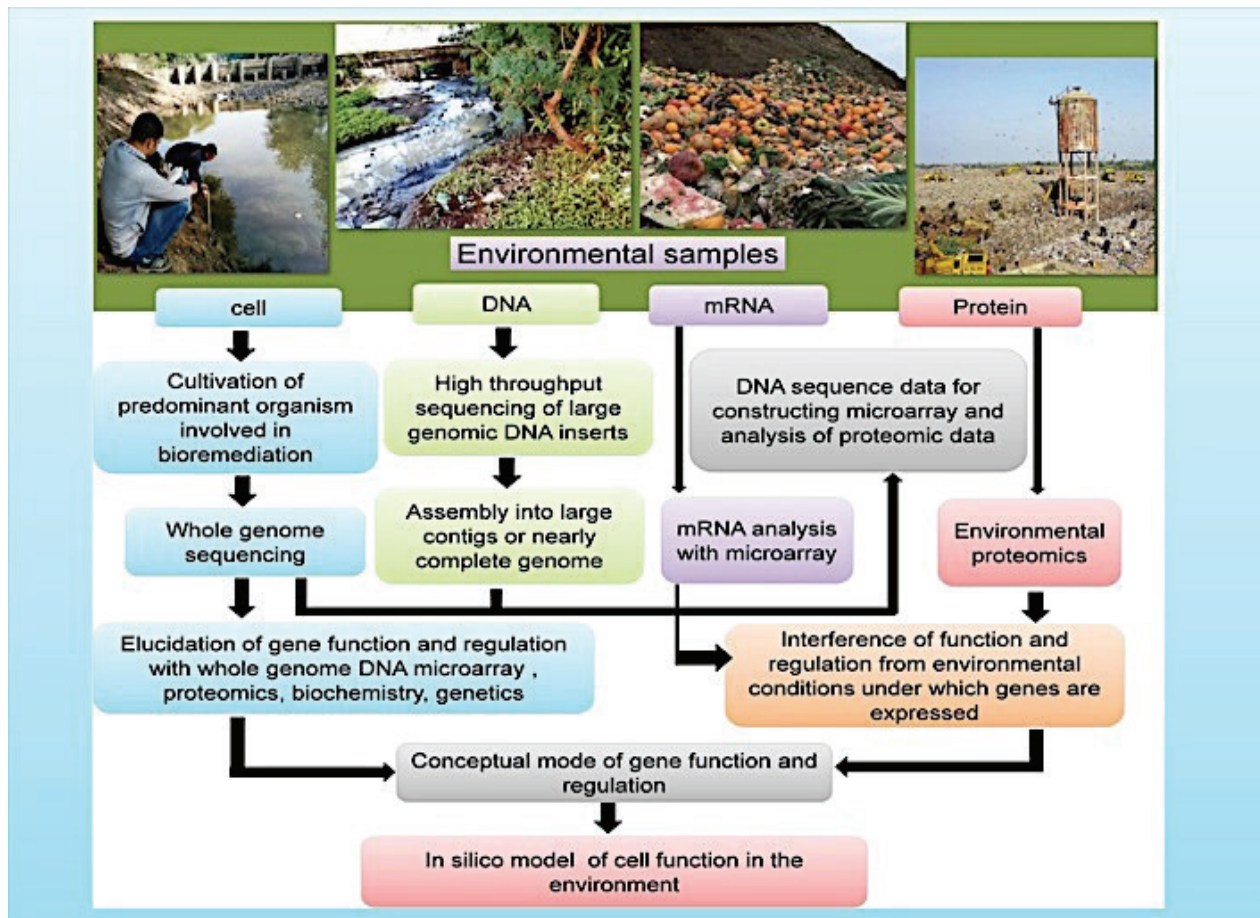 Environmental samples
cell
DNA
mRNA
Protein
Cultivation of
predominant organism
involved in
bioremediation
High throughput
sequencing of large
genomic DNA inserts
DNA sequence data for
constructing microarray and
analysis of proteomic data
Whole genome
sequencing
Assembly into large
contigs or nearly
complete genome
mRNA analysis
with microarray
Environmental
proteomics
Elucidation of gene function and regulation
with whole genome DNA microarray ,
proteomics, biochemistry, genetics
Interference of function and
regulation from environmental
conditions under which genes are
expressed
Conceptual mode of gene function and
regulation
In silico model of cell function in the
environment